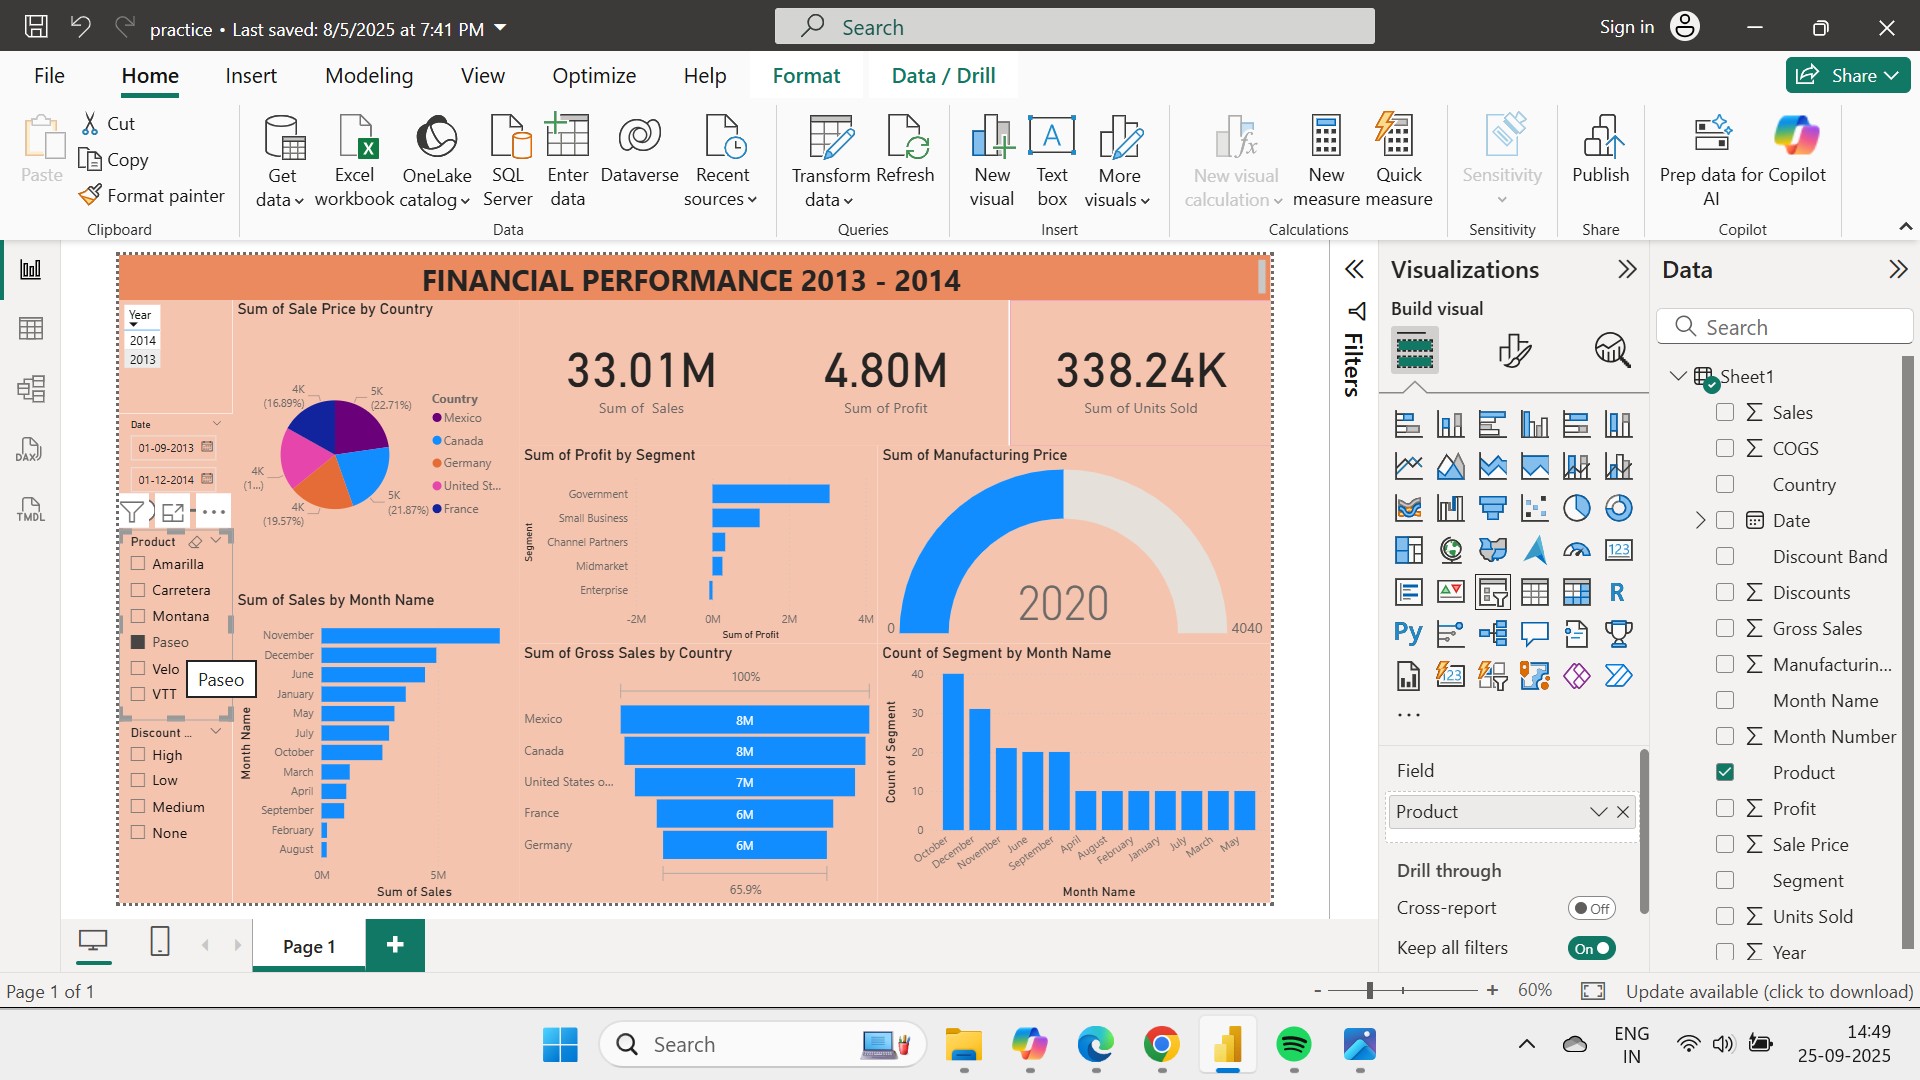 practice • Last saved: 8/5/2025 at 7:41 PM
Search
Sign in
File
Home
Insert
Modeling
View
Optimize
Help
Format
Data / Drill
Share
Paste
Cut
Copy
Format painter
Clipboard
Get data
Excel workbook
OneLake catalog
SQL Server
Enter data
Dataverse
Recent sources
Data
Transform data
Refresh
Queries
New visual
Text box
More visuals
Insert
New visual calculation
New measure
Quick measure
Calculations
Sensitivity
Sensitivity
Publish
Share
Prep data for AI
Copilot
Copilot
DAX
TMDL
FINANCIAL PERFORMANCE 2013 - 2014
Year
2014
2013
Date
01-09-2013
01-12-2014
Product
Amarilla
Carretera
Montana
Paseo
Velo
VTT
Paseo
Discount ...
High
Low
Medium
None
Sum of Sale Price by Country
4K
(16.89%)
5K
(22.71%)
4K
(1...)
4K
(19.57%)
5K
(21.87%)
Country
Mexico
Canada
Germany
United St...
France
33.01M
Sum of Sales
4.80M
Sum of Profit
338.24K
Sum of Units Sold
Sum of Sales by Month Name
Month Name
November
December
June
January
May
July
October
March
April
September
February
August
0M
5M
Sum of Sales
Sum of Profit by Segment
Segment
Government
Small Business
Channel Partners
Midmarket
Enterprise
-2M
0M
2M
4M
Sum of Profit
Sum of Manufacturing Price
2020
0
4040
Sum of Gross Sales by Country
100%
Mexico
8M
Canada
8M
United States o...
7M
France
6M
Germany
6M
65.9%
Count of Segment by Month Name
Count of Segment
40
30
20
10
0
October
December
November
June
September
April
August
February
January
July
March
May
Month Name
Filters
Visualizations
Build visual
123
R
Py
123
...
Field
Product
Drill through
Cross-report
Off
Keep all filters
On
Data
Search
Sheet1
Sales
COGS
Country
Date
Discount Band
Discounts
Gross Sales
Manufacturin...
Month Name
Month Number
Product
Profit
Sale Price
Segment
Units Sold
Year
Page 1
Page 1 of 1
60%
Update available (click to download)
Search
ENG
IN
14:49
25-09-2025